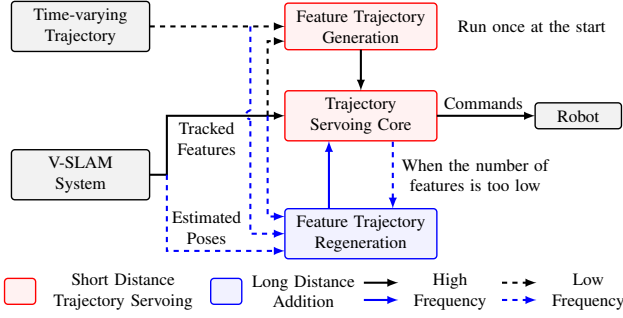 Time-varying
Trajectory
Feature Trajectory
Generation
Run once at the start
Trajectory
Servoing Core
Commands
Robot
Tracked
Features
V-SLAM
System
When the number of
features is too low
Estimated
Poses
Feature Trajectory
Regeneration
Short Distance
Trajectory Servoing
Long Distance
Addition
High
Frequency
Low
Frequency